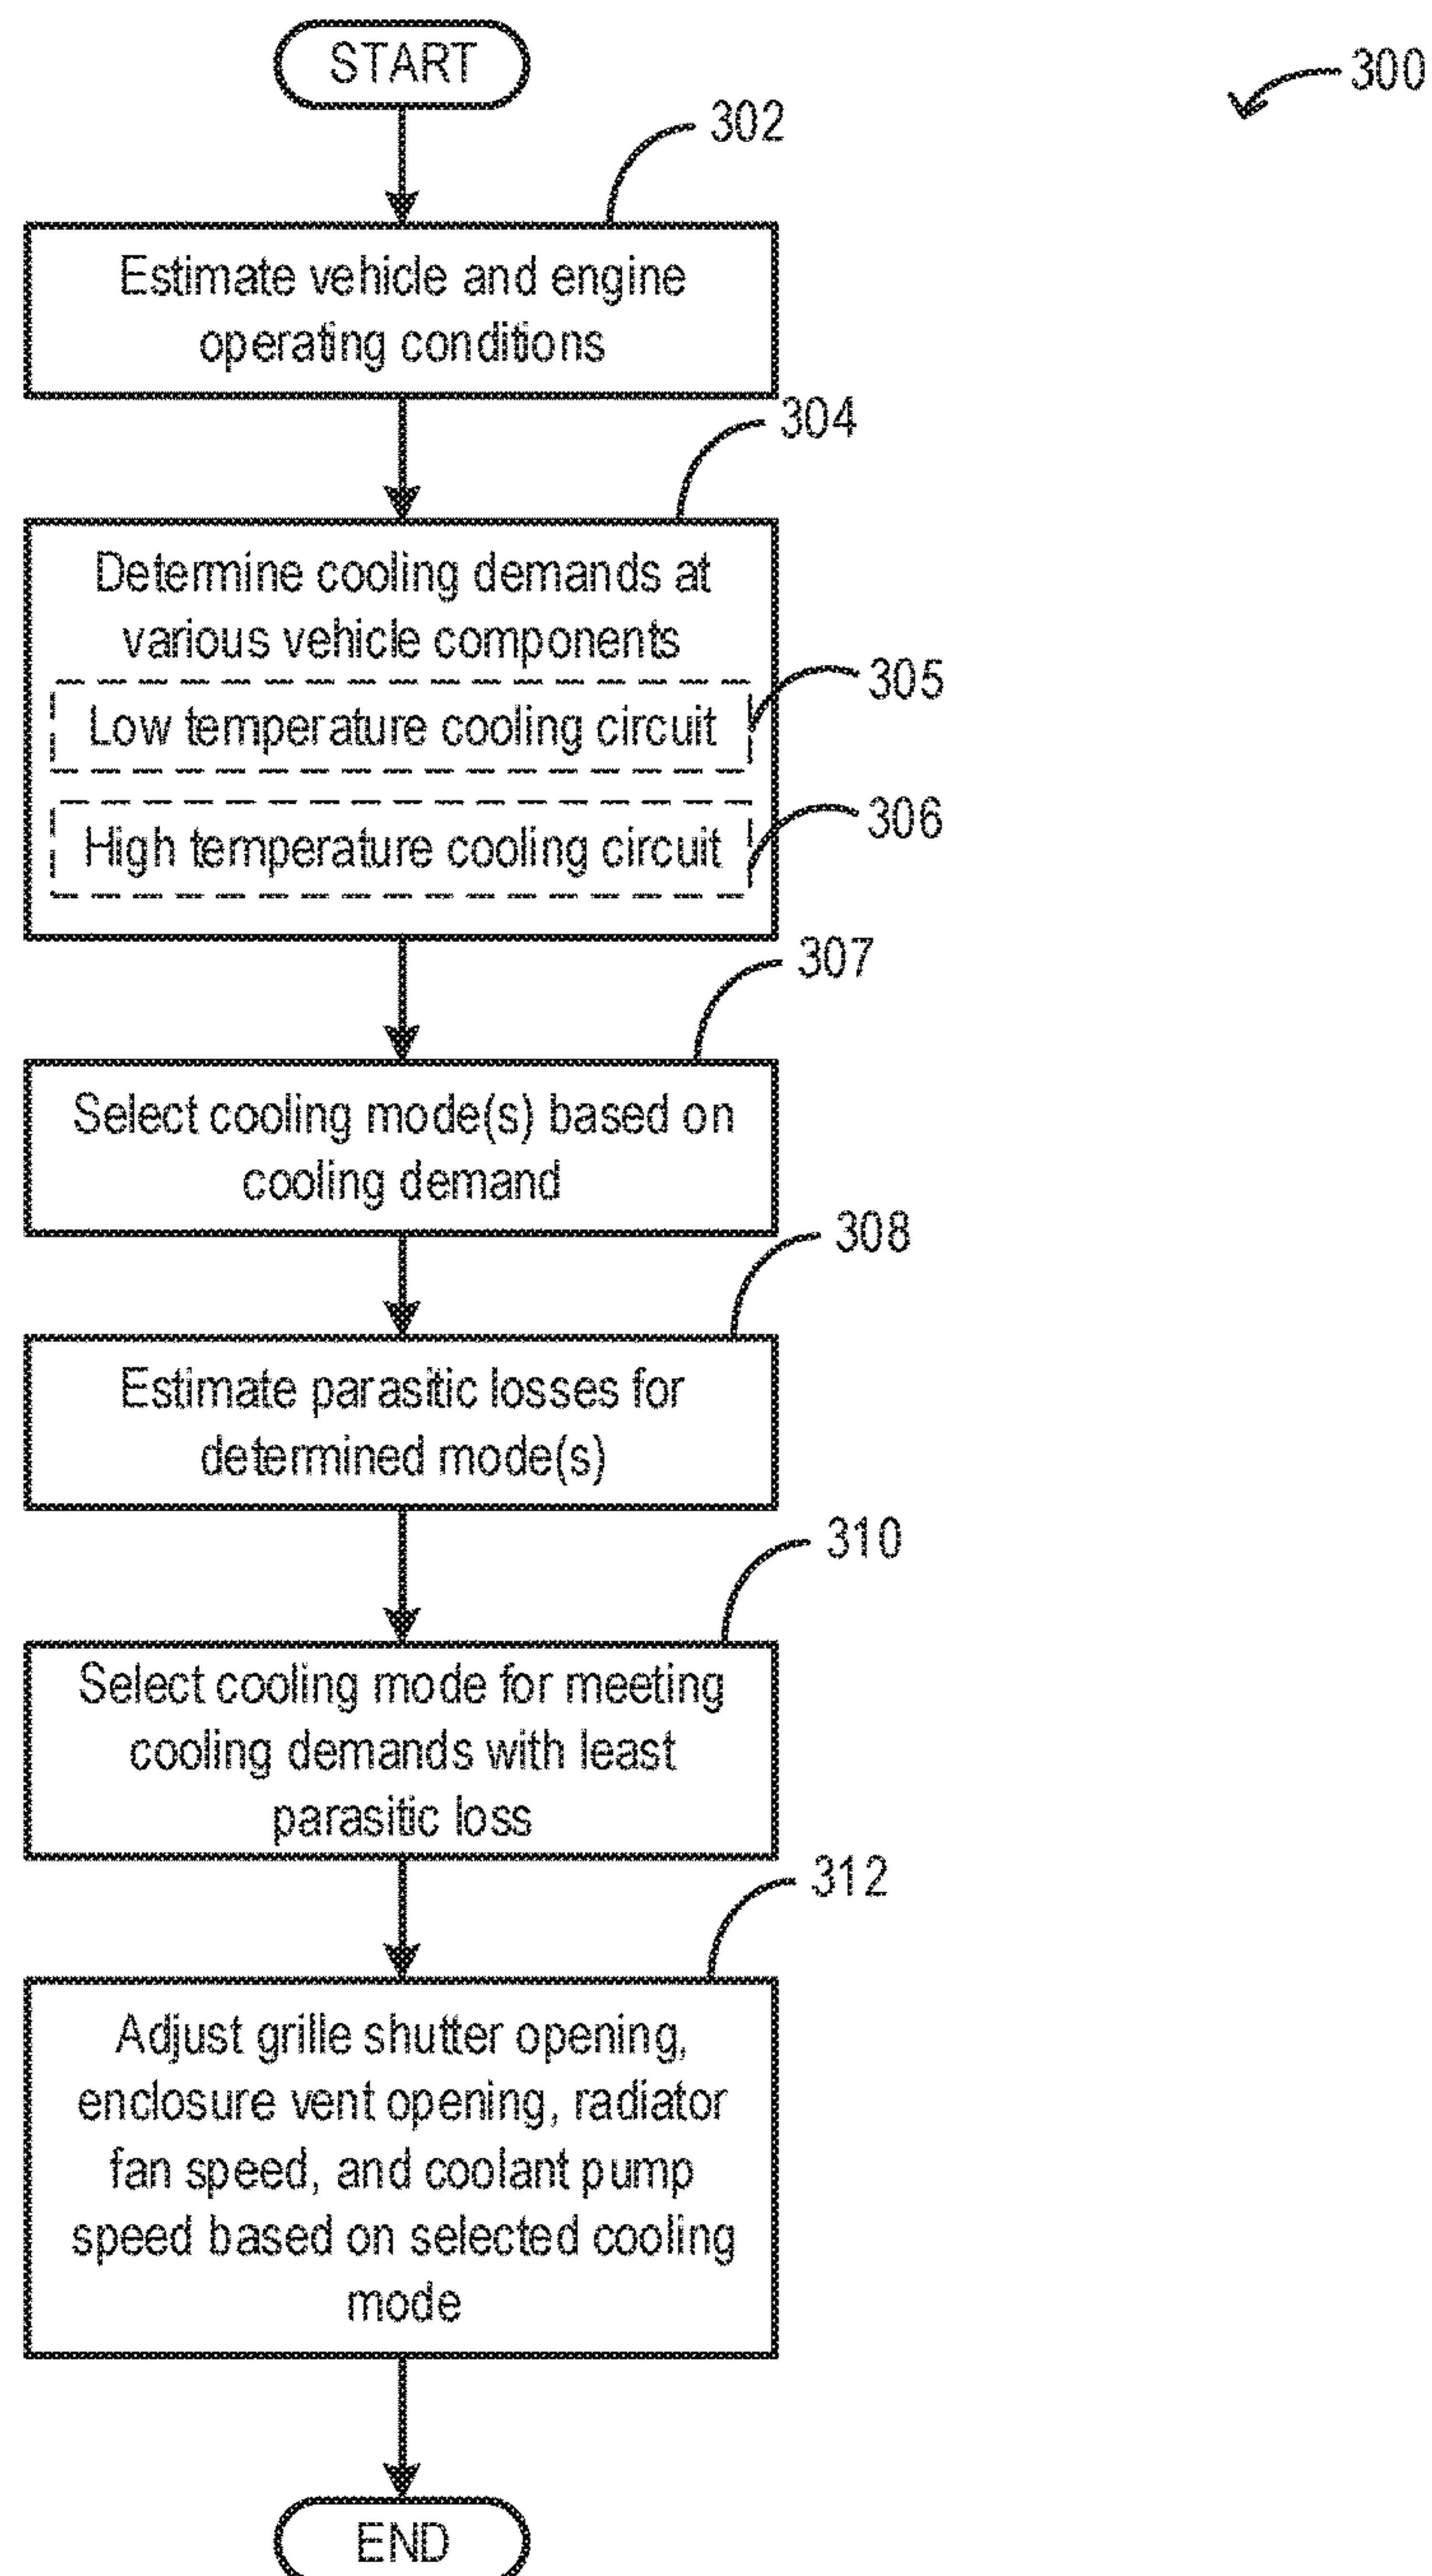 START
300
302
Estimate vehicle and engine
operating conditions
304
Determine cooling demands at
various vehicle components
305
Low temperature cooling circuit
306
High temperature cooling circuit
307
Select cooling mode(s) based on
cooling demand
308
Estimate parasitic losses for
determined mode(s)
310
Select cooling mode for meeting
cooling demands with least
parasitic loss
312
Adjust grille shutter opening,
enclosure vent opening, radiator
fan speed, and coolant pump
speed based on selected cooling
mode
END